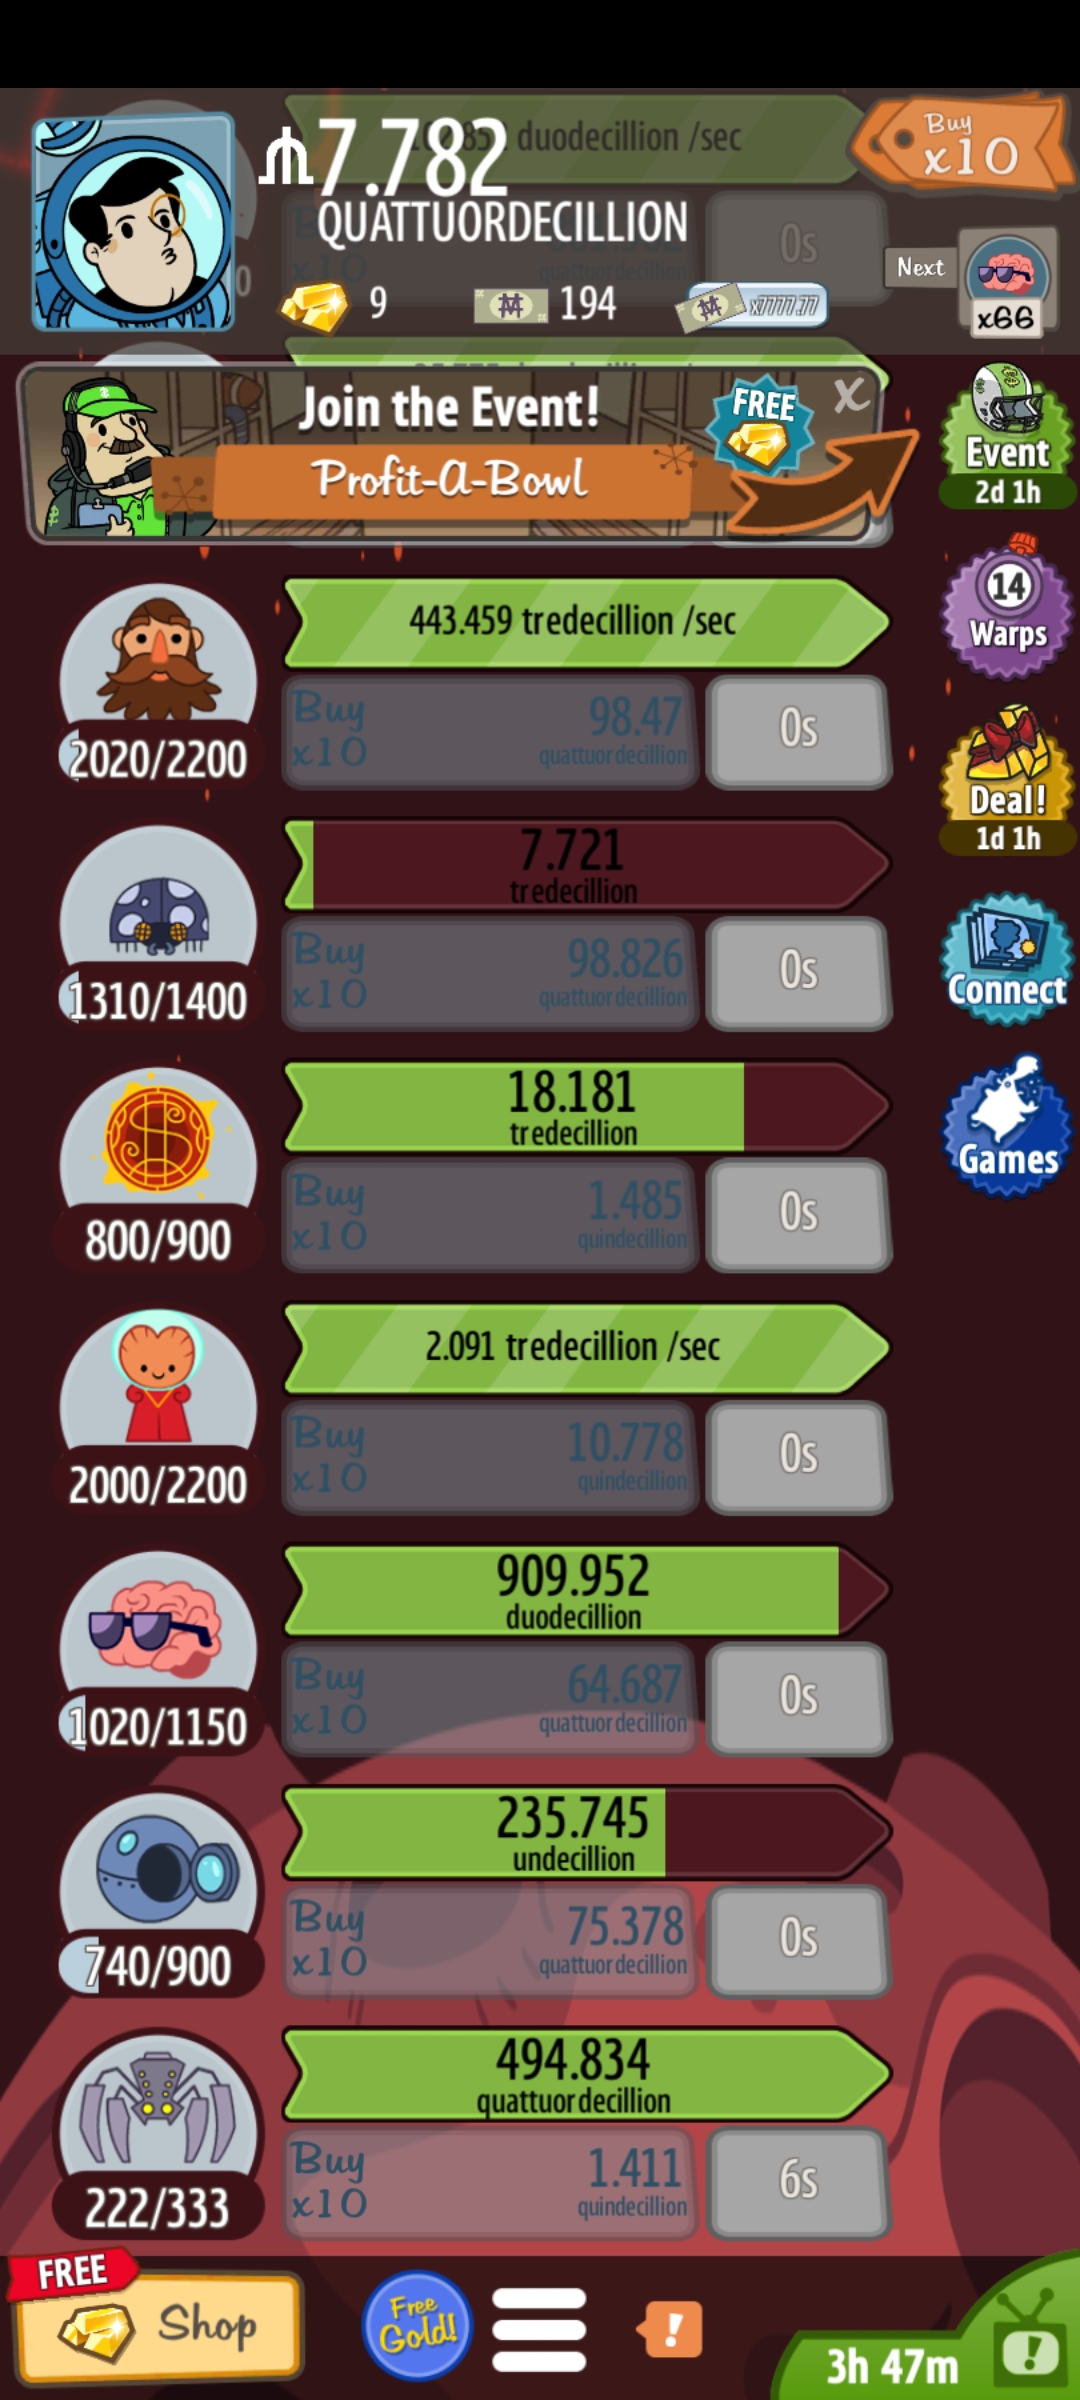 duodecillion /sec
7.782
QUATTUORDECILLION
Buy
x10
0s
9
194
x7777.77
Next
x66
Join the Event!
FREE
X
Profit-A-Bowl
Event
2d 1h
443.459 tredecillion /sec
14
Warps
Buy
x10
98.47
quattuordecillion
0s
2020/2200
Deal!
1d 1h
7.721
tredecillion
Buy
x10
98.826
quattuordecillion
0s
1310/1400
Connect
18.181
tredecillion
Games
Buy
x10
1.485
quindecillion
0s
800/900
2.091 tredecillion /sec
Buy
x10
10.778
quindecillion
0s
2000/2200
909.952
duodecillion
Buy
x10
64.687
quattuordecillion
0s
1020/1150
235.745
undecillion
Buy
x10
75.378
quattuordecillion
0s
740/900
494.834
quattuordecillion
Buy
x10
1.411
quindecillion
6s
222/333
FREE
Shop
Free
Gold!
!
3h 47m
!